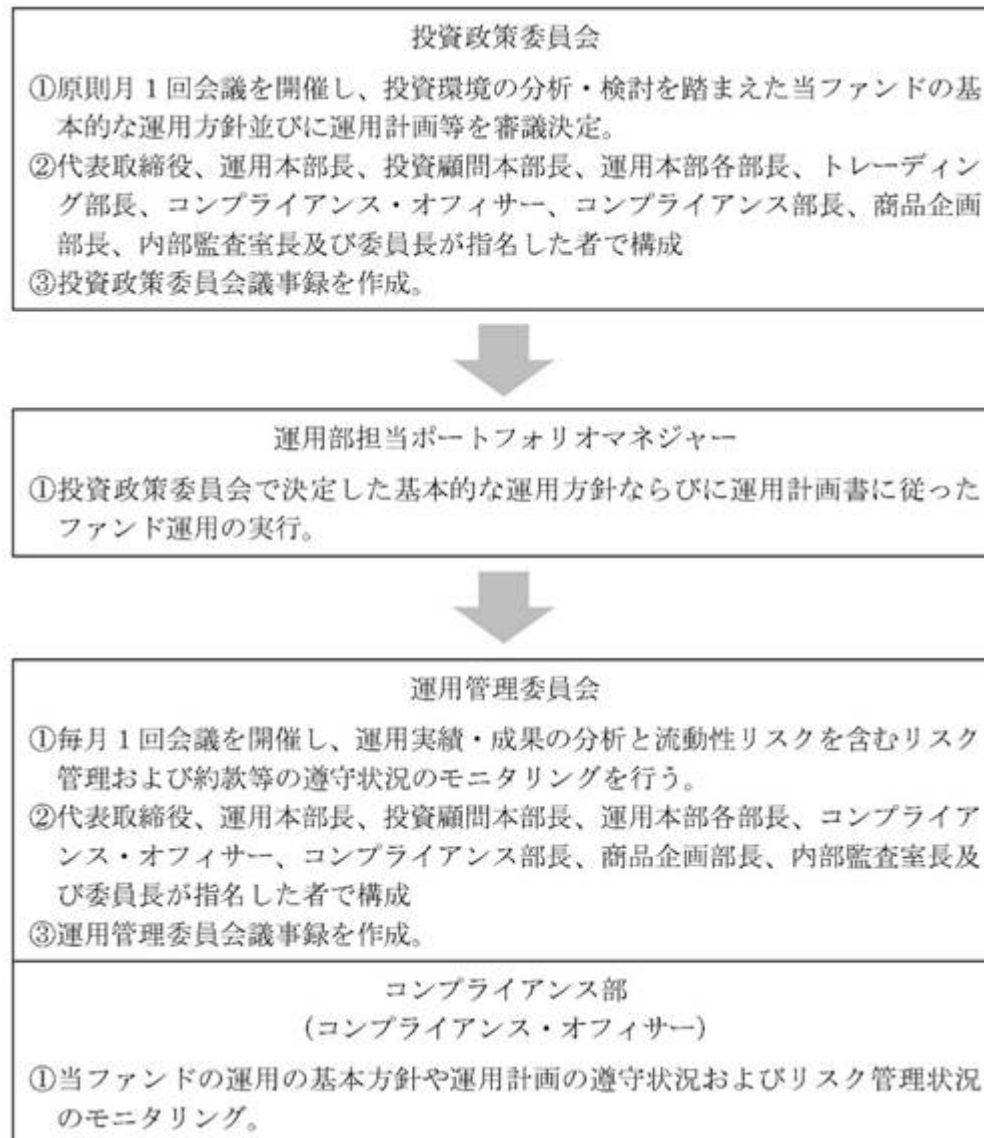 投資政策委員会
①原則月１回会議を開催し、投資環境の分析・検討を踏まえた当ファンドの基
本的な運用方針並びに運用計画等を審議決定。
②代表取締役、運用本部長、投資顧問本部長、運用本部各部長、トレーディン
グ部長、コンプライアンス・オフィサー、コンプライアンス部長、商品企画
部長、内部監査室長及び委員長が指名した者で構成
③投資政策委員会議事録を作成。
運用部担当ポートフォリオマネジャー
①投資政策委員会で決定した基本的な運用方針ならびに運用計画書に従った
ファンド運用の実行。
運用管理委員会
①毎月１回会議を開催し、運用実績・成果の分析と流動性リスクを含むリスク
管理および約款等の遵守状況のモニタリングを行う。
②代表取締役、運用本部長、投資顧問本部長、運用本部各部長、コンプライア
ンス・オフィサー、コンプライアンス部長、商品企画部長、内部監査室長及
び委員長が指名した者で構成
③運用管理委員会議事録を作成。
コンプライアンス部
（コンプライアンス・オフィサー）
①当ファンドの運用の基本方針や運用計画の遵守状況およびリスク管理状況
のモニタリング。